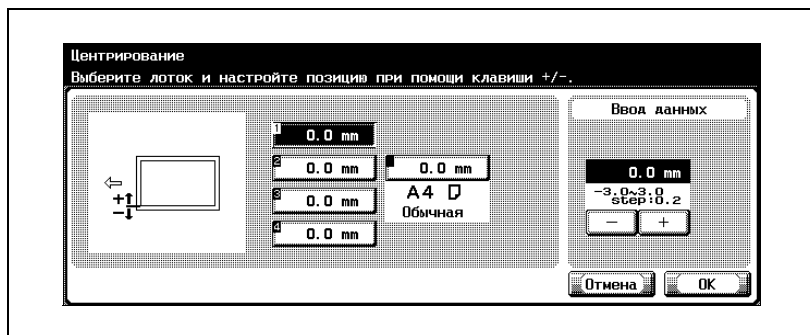 Центрирование
Выберите лоток и настройте позицию при помощи клавиши +/-.
Ввод данных
1 0.0 mm
2 0.0 mm
0.0 mm
3 0.0 mm
4 0.0 mm
A4
Обычная
+
-
0.0 mm
-3.0~3.0
step:0.2
- +
Отмена OK